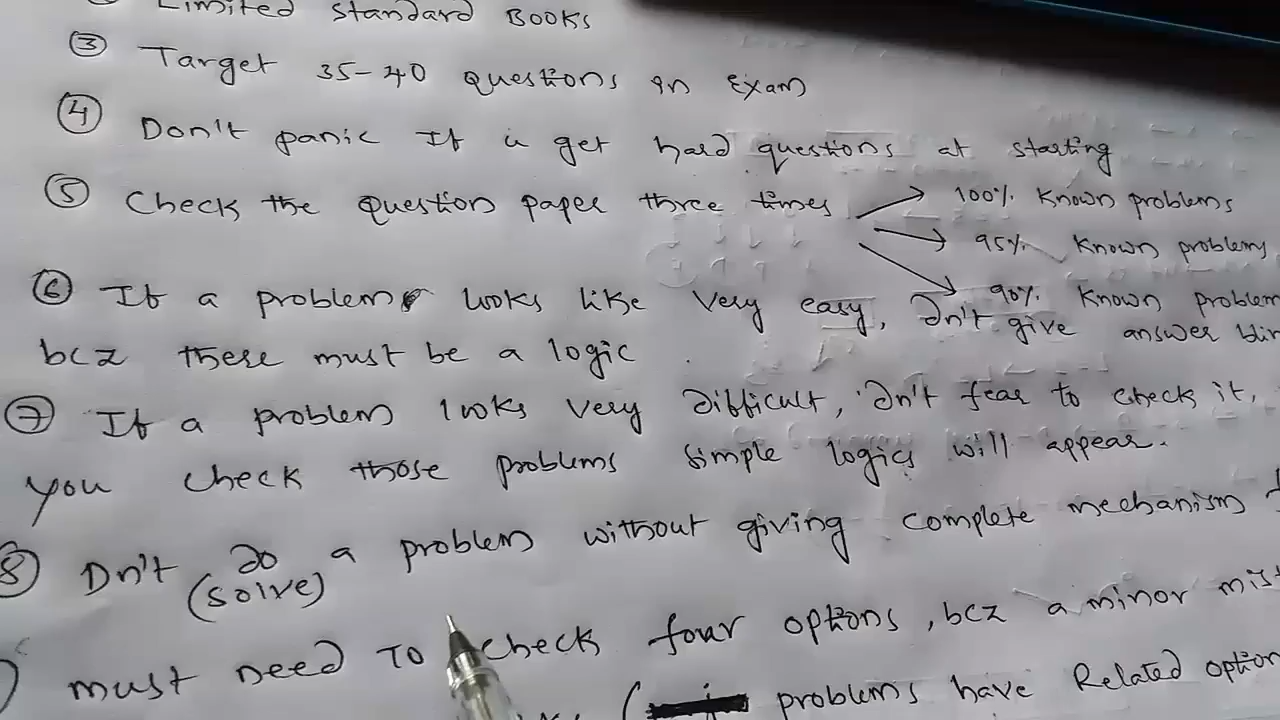 Limited standard Books
③ Target 35-40 questions in Exam
④ Don't panic If u get hard questions at starting
⑤ Check the question paper three times → 100% Known problems
→ 95% Known problems
→ 90% Known problem
⑥ If a problem looks like very easy, Dn't give answer
bcz there must be a logic
⑦ If a problem looks very difficult, Dn't fear to check it,
you check those problems simple logics will appear.
⑧ Dn't do a problem without giving complete mechanism
(solve)
must need To check four options, bcz a minor
problems have Related option